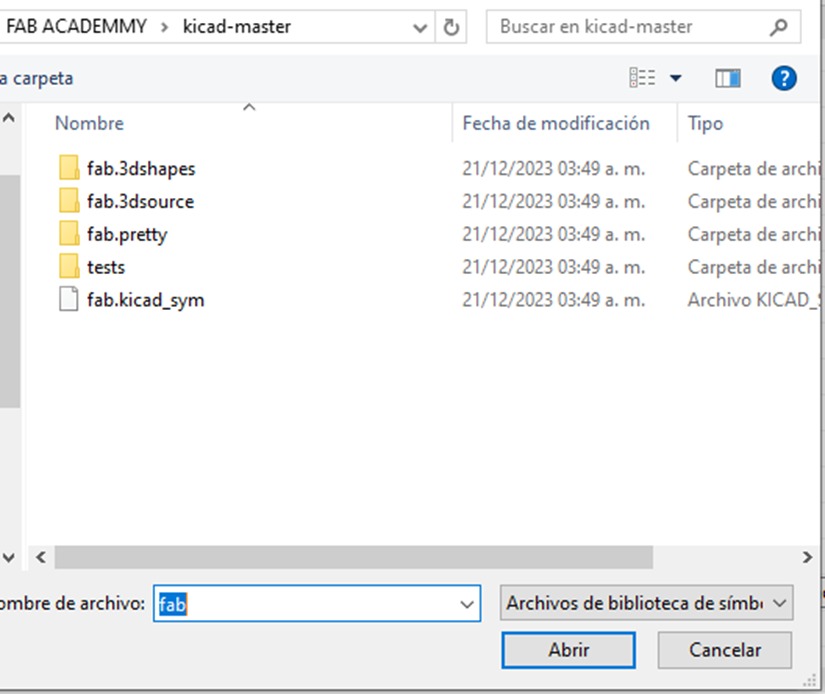 FAB ACADEMMY > kicad-master
Buscar en kicad-master
a carpeta
Nombre Fecha de modificación Tipo
fab.3dshapes 21/12/2023 03:49 a. m. Carpeta de archi
fab.3dsource 21/12/2023 03:49 a. m. Carpeta de archi
fab.pretty 21/12/2023 03:49 a. m. Carpeta de archi
tests 21/12/2023 03:49 a. m. Carpeta de archi
fab.kicad_sym 21/12/2023 03:49 a. m. Archivo KICAD_S
ombre de archivo: fab Archivos de biblioteca de símb
Abrir Cancelar